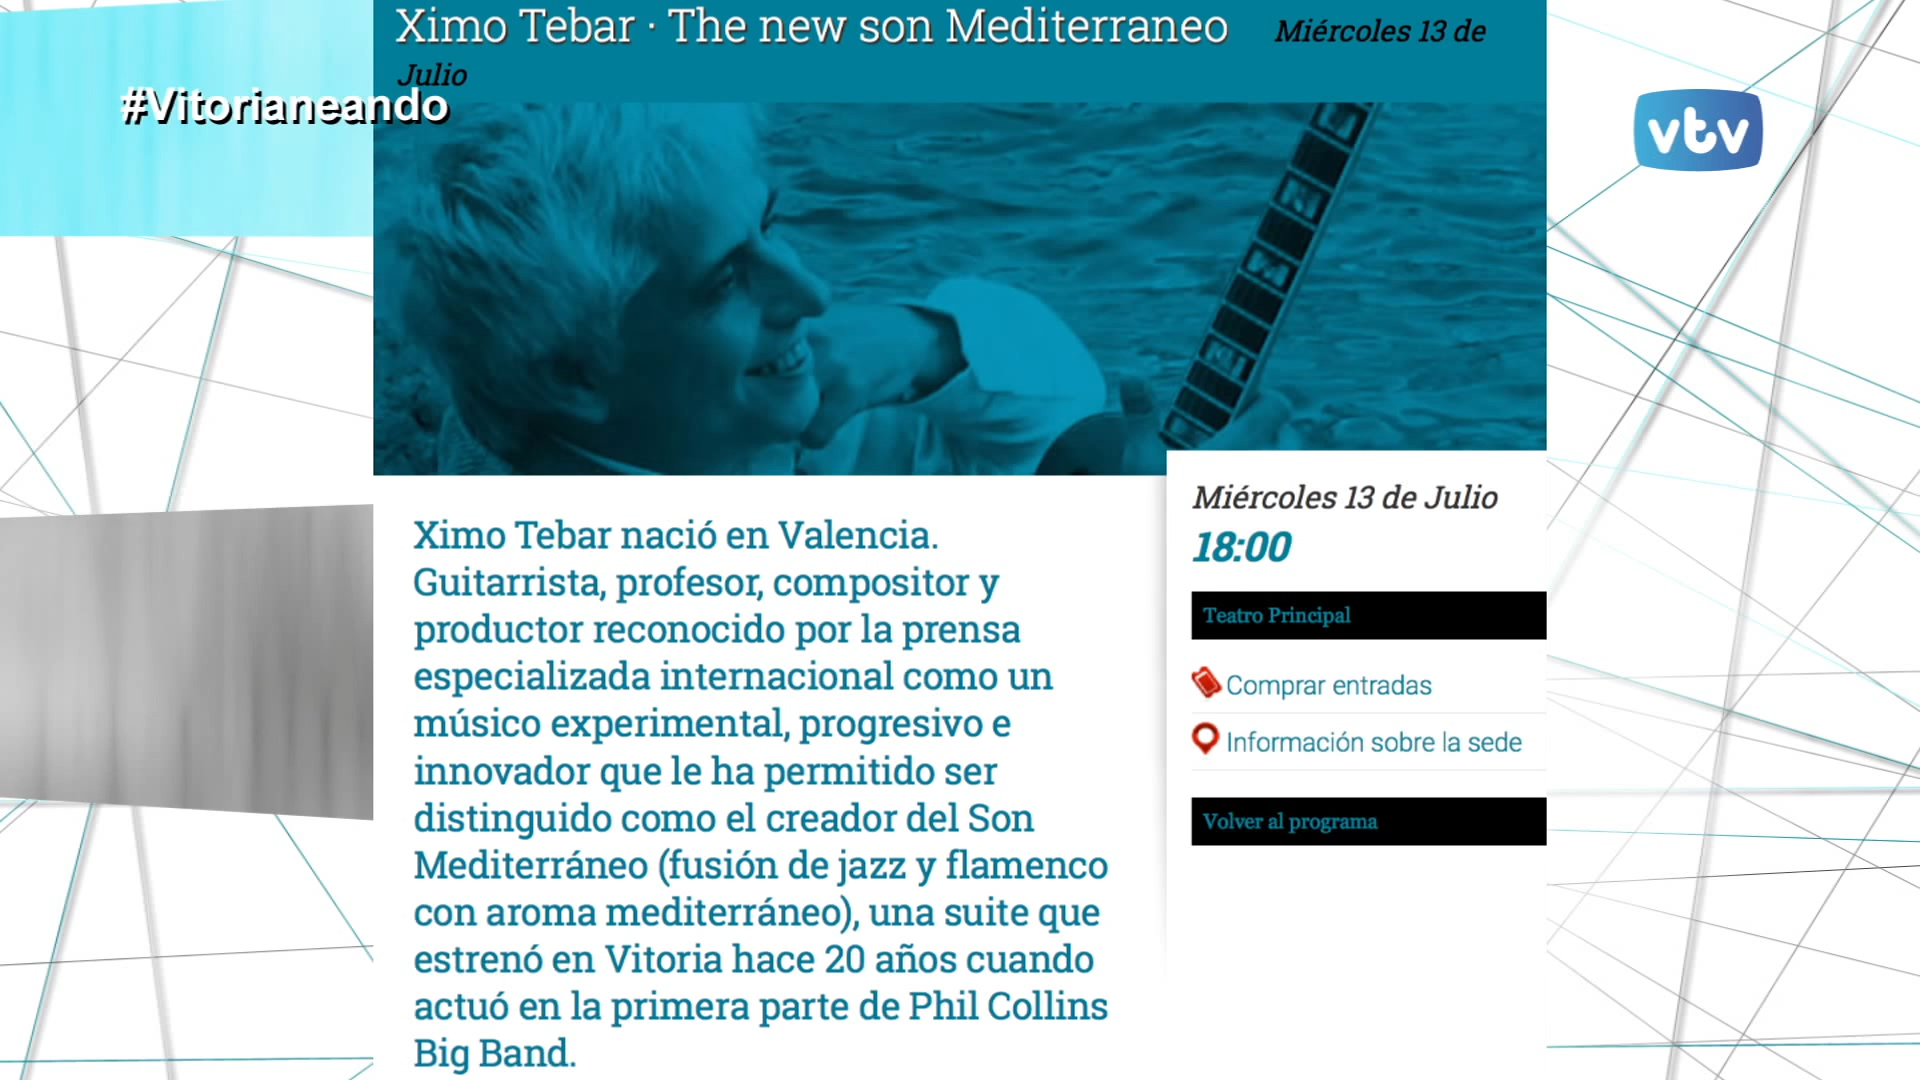 Ximo Tebar · The new son Mediterraneo Miércoles 13 de
Julio
#Vitorianeando
vtv
Ximo Tebar nació en Valencia.
Guitarrista, profesor, compositor y
productor reconocido por la prensa
especializada internacional como un
músico experimental, progresivo e
innovador que le ha permitido ser
distinguido como el creador del Son
Mediterráneo (fusión de jazz y flamenco
con aroma mediterráneo), una suite que
estrenó en Vitoria hace 20 años cuando
actuó en la primera parte de Phil Collins
Big Band.
Miércoles 13 de Julio
18:00
Teatro Principal
Comprar entradas
Información sobre la sede
Volver al programa